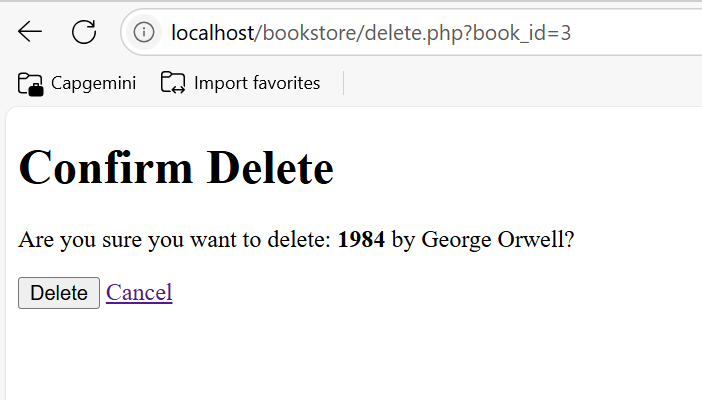 localhost/bookstore/delete.php?book_id=3
Capgemini Import favorites
Confirm Delete
Are you sure you want to delete: 1984 by George Orwell?
Delete Cancel